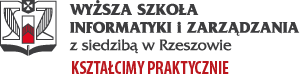 WYŻSZA SZKOŁA
INFORMATYKI i ZARZĄDZANIA
z siedzibą w Rzeszowie
KSZTAŁCIMY PRAKTYCZNIE